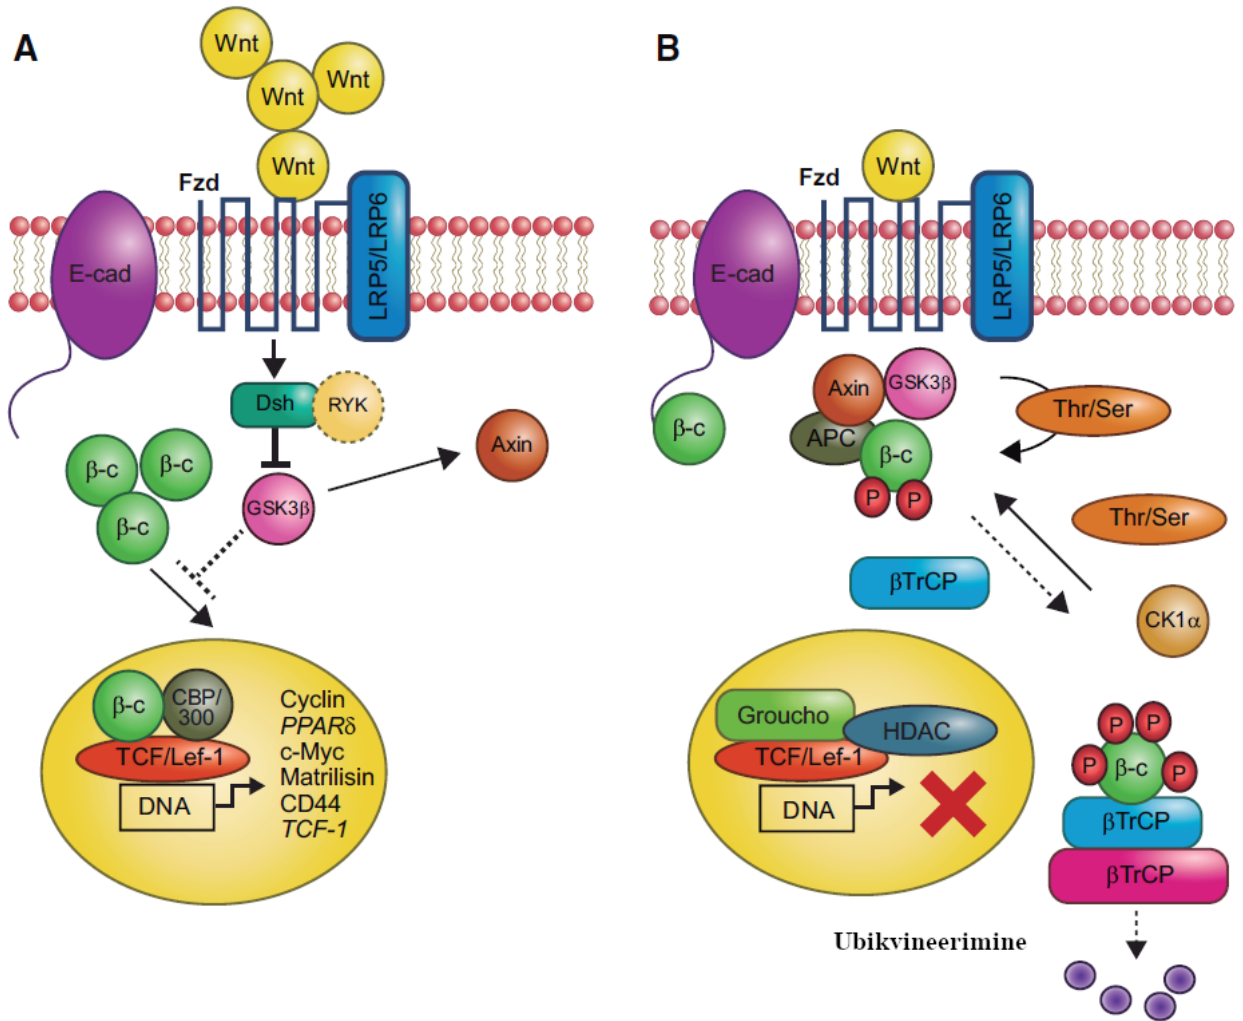 A
Wnt
Wnt
Wnt
Wnt
Fzd
E-cad
LRP5/LRP6
Dsh
RYK
β-c
β-c
β-c
GSK3β
Axin
β-c
CBP/
300
TCF/Lef-1
DNA
Cyclin
PPARδ
c-Myc
Matrilisin
CD44
TCF-1
B
Wnt
Fzd
E-cad
LRP5/LRP6
β-c
Axin
GSK3β
APC
β-c
P
P
Thr/Ser
Thr/Ser
βTrCP
CK1α
Groucho
HDAC
TCF/Lef-1
DNA
P
P
P
β-c
P
βTrCP
βTrCP
Ubikvineerimine